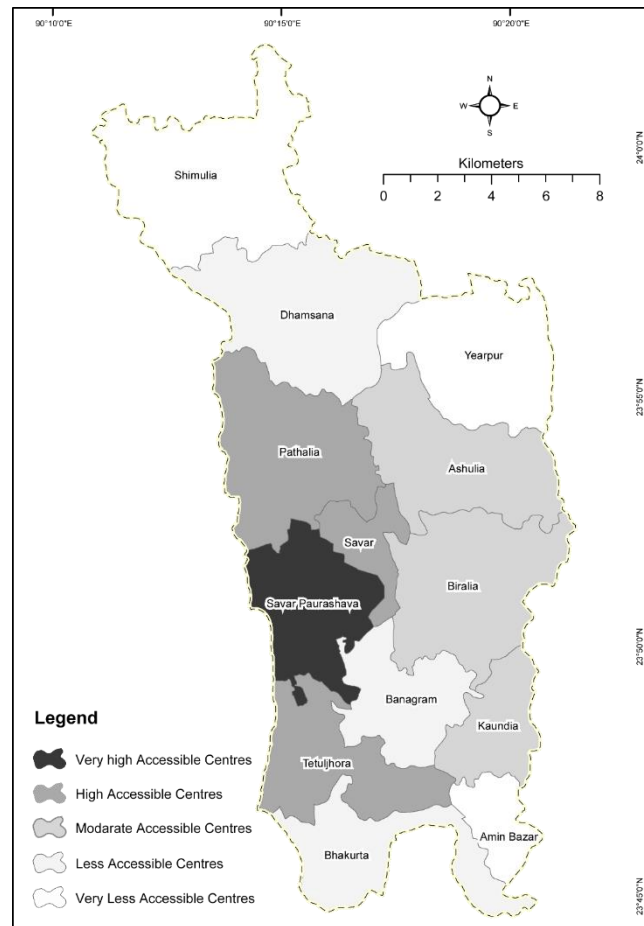 90°10'0"E 90°15'0"E 90°20'0"E
N
W E
S
24°0'0"N
Kilometers
0 2 4 6 8
Shimulia
Dhamsana
Yearpur
23°55'0"N
Pathalia
Ashulia
Savar
Biralia
Savar Paurashava
23°50'0"N
Banagram
Kaundia
Tetuljhora
Amin Bazar
Bhakurta
23°45'0"N
Legend
Very high Accessible Centres
High Accessible Centres
Modarate Accessible Centres
Less Accessible Centres
Very Less Accessible Centres